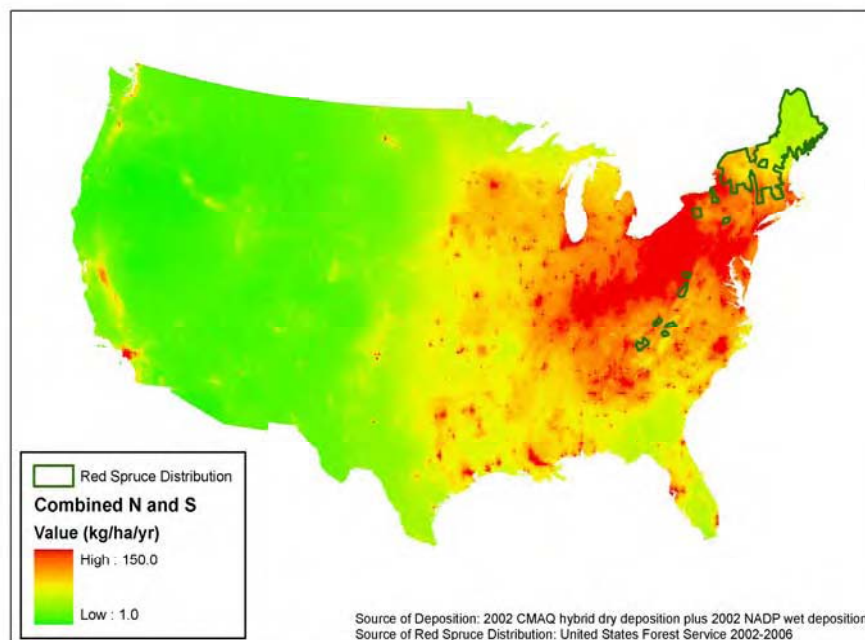 Red Spruce Distribution
Combined N and S
Value (kg/ha/yr)
High : 150.0
Low : 1.0
Source of Deposition: 2002 CMAQ hybrid dry deposition plus 2002 NADP wet deposition
Source of Red Spruce Distribution: United States Forest Service 2002-2006